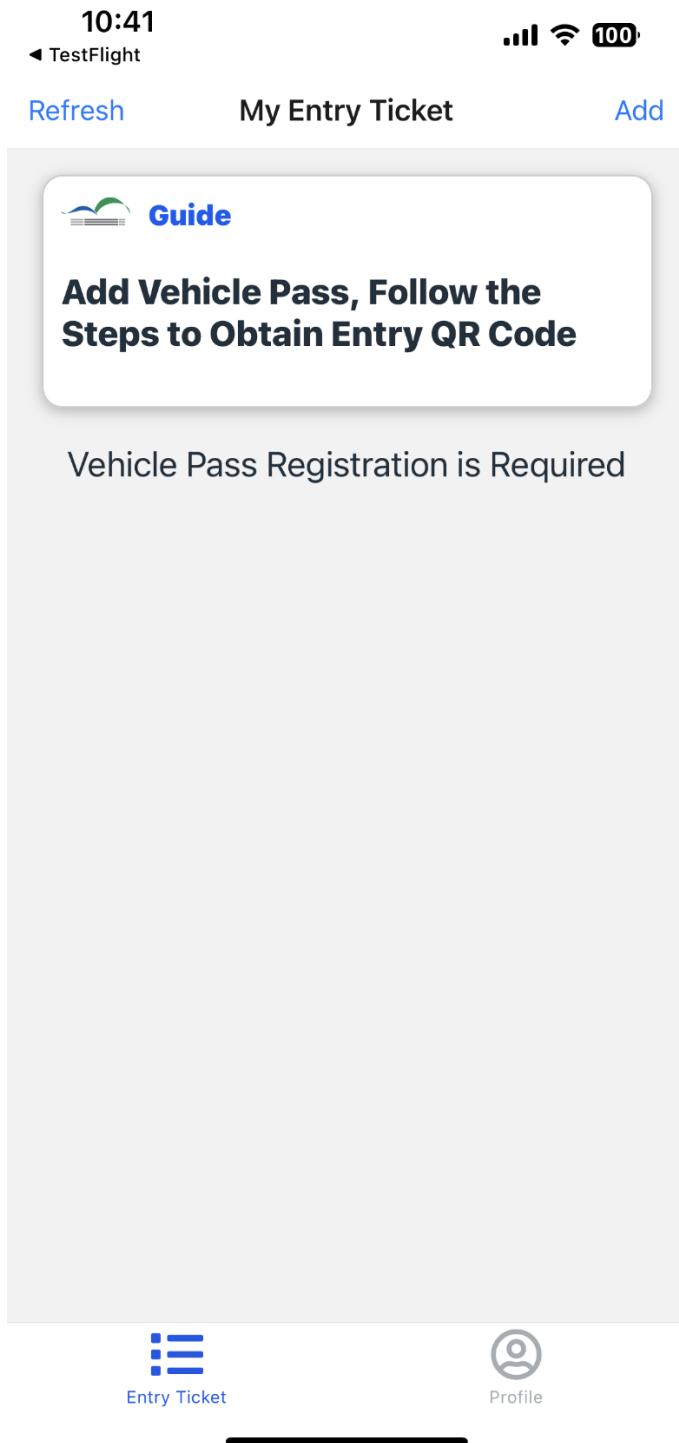 10:41
100
◀ TestFlight
Refresh
My Entry Ticket
Add
Guide
Add Vehicle Pass, Follow the
Steps to Obtain Entry QR Code
Vehicle Pass Registration is Required
Entry Ticket
Profile